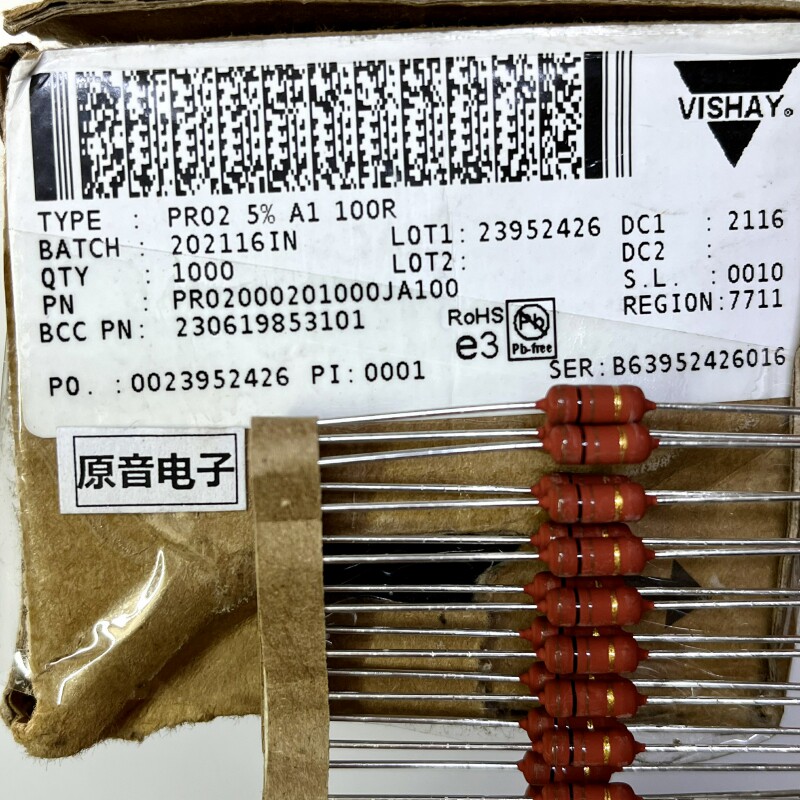 VISHAY®
TYPE : PR02 5% A1 100R
BATCH : 202116IN LOT1: 23952426 DC1 : 2116
QTY : 1000 LOT2: DC2 :
PN : PR02000201000JA100 S.L. : 0010
BCC PN: 230619853101 RoHS Pb REGION:7711
e3 Pb-free
PO. :0023952426 PI:0001 SER:B63952426016
原音电子